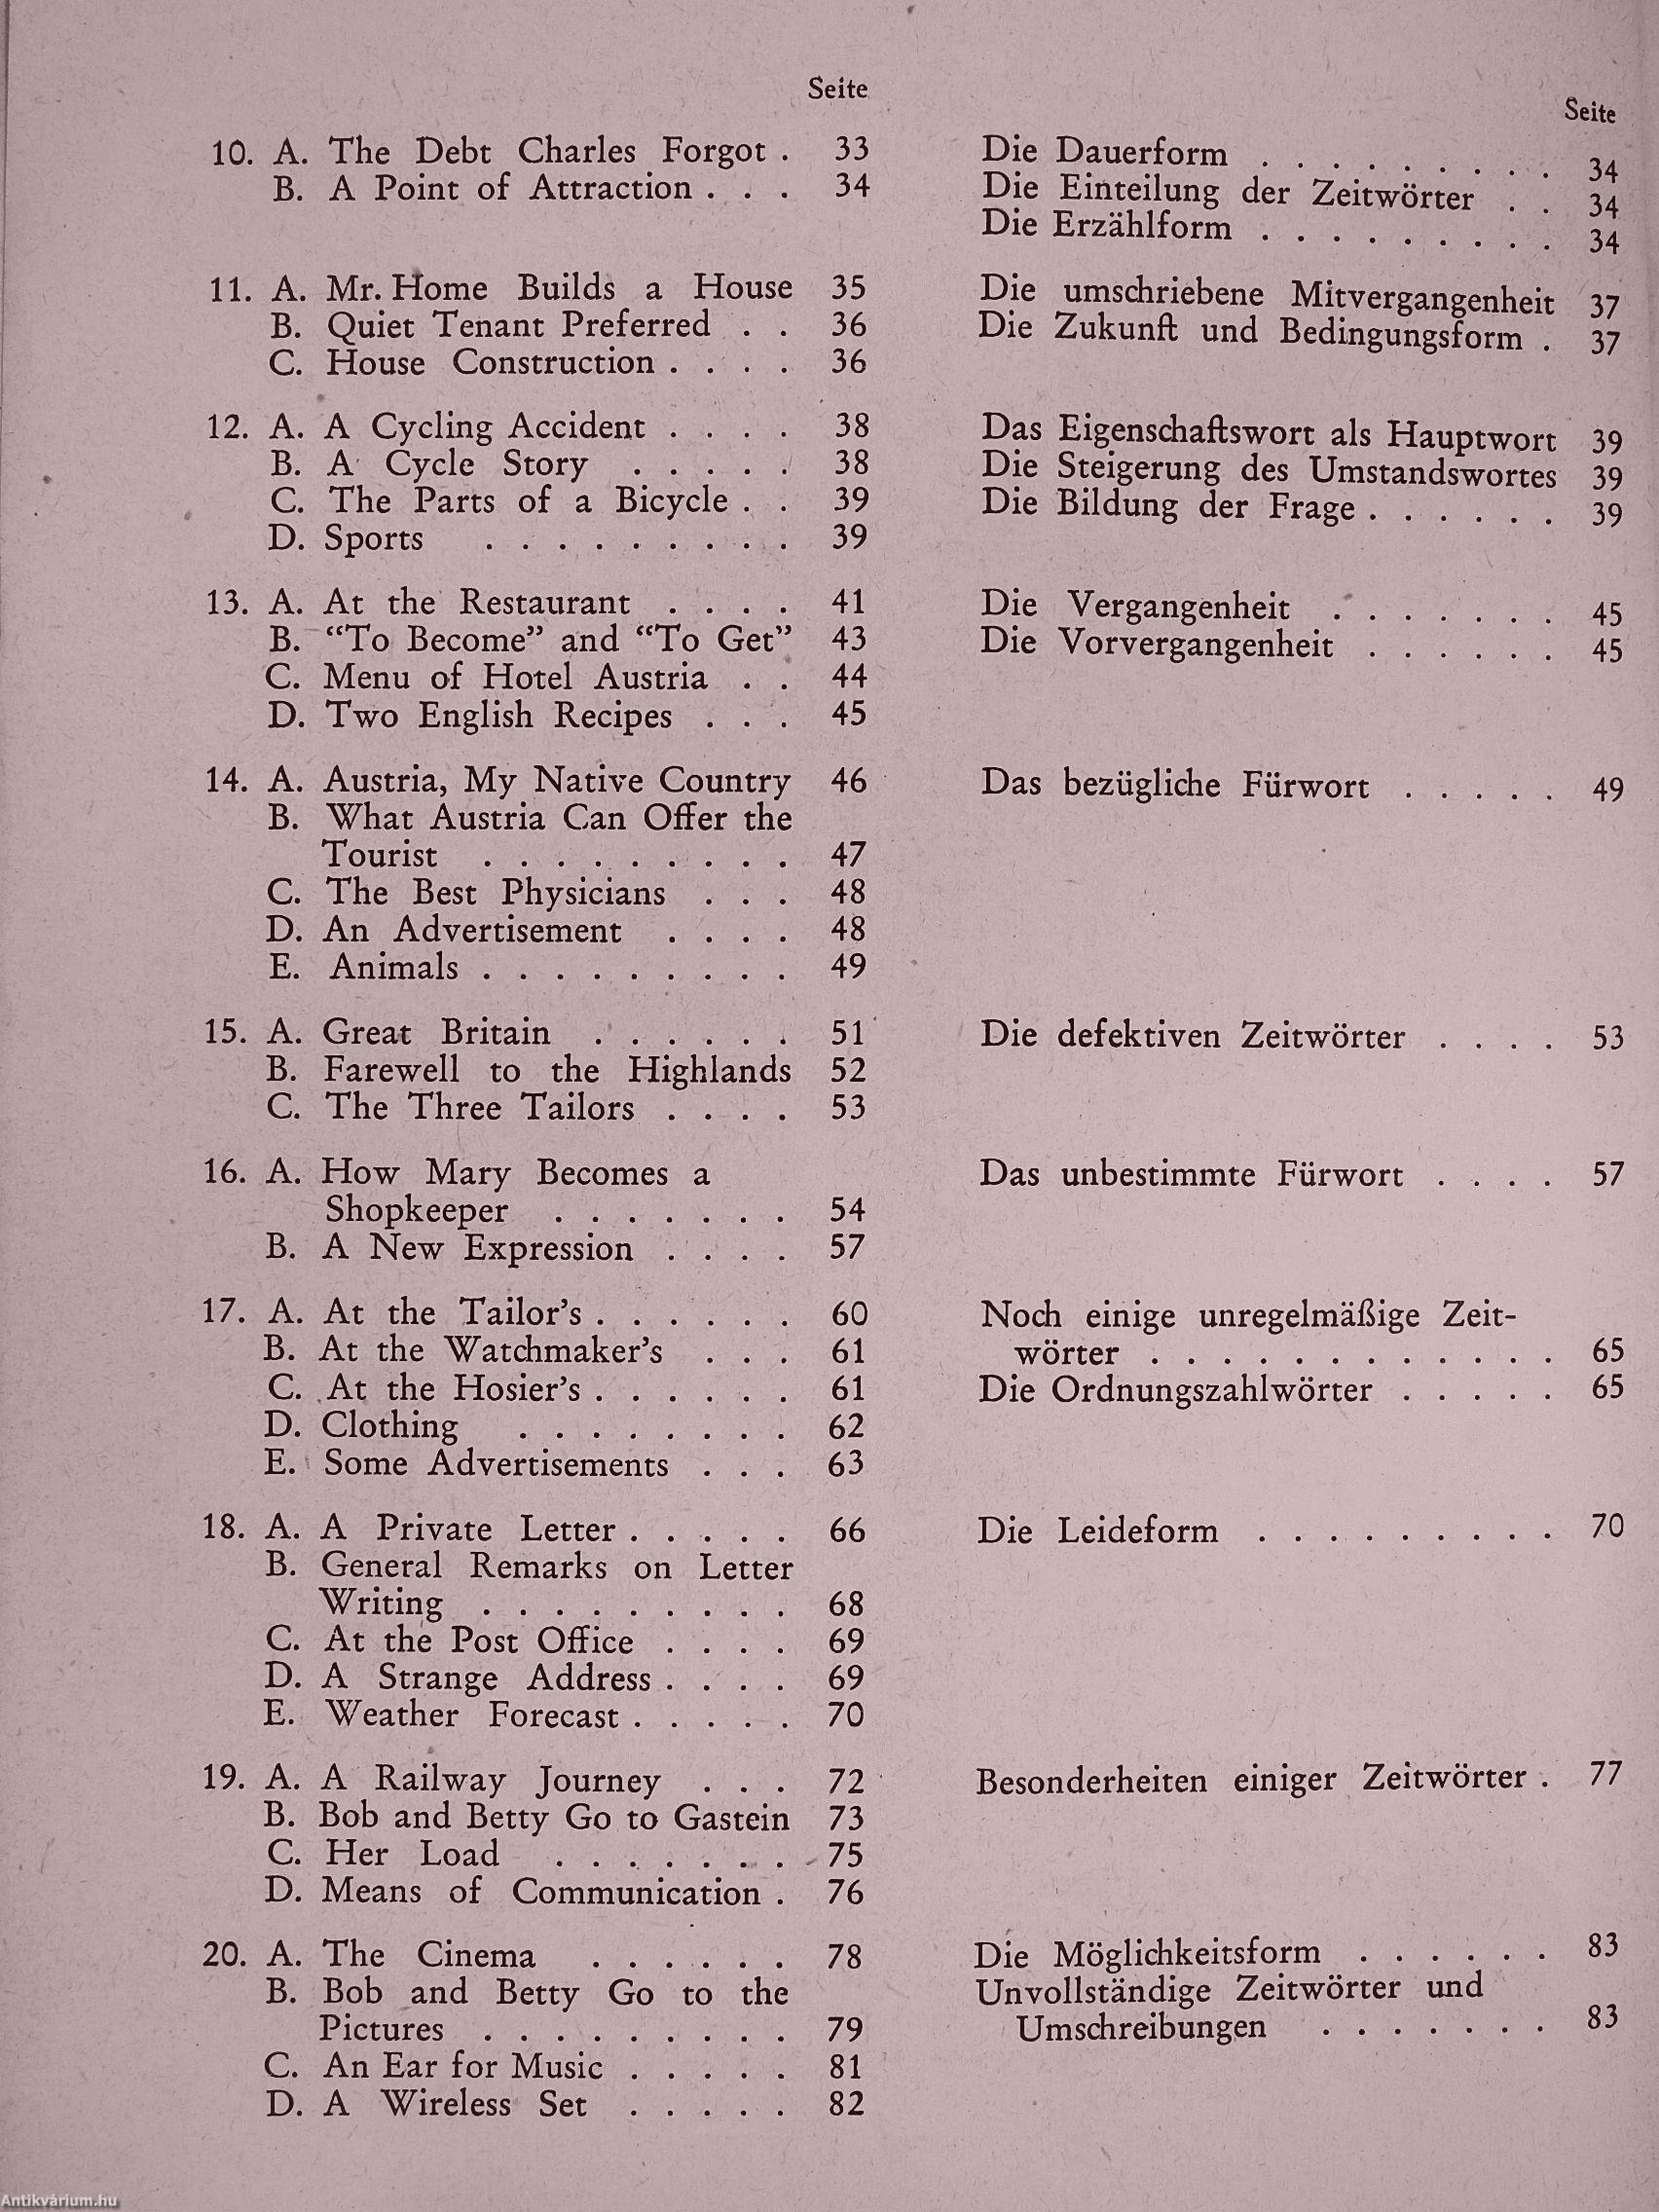 Seite
10. A. The Debt Charles Forgot . 33
B. A Point of Attraction . . . 34
11. A. Mr. Home Builds a House 35
B. Quiet Tenant Preferred . . 36
C. House Construction . . . . 36
12. A. A Cycling Accident . . . . 38
B. A Cycle Story . . . . . 38
C. The Parts of a Bicycle . . 39
D. Sports . . . . . . . . . 39
13. A. At the Restaurant . . . . 41
B. “To Become” and “To Get” 43
C. Menu of Hotel Austria . . 44
D. Two English Recipes . . . 45
14. A. Austria, My Native Country 46
B. What Austria Can Offer the
Tourist . . . . . . . . . 47
C. The Best Physicians . . . 48
D. An Advertisement . . . . 48
E. Animals . . . . . . . . . 49
15. A. Great Britain . . . . . . 51
B. Farewell to the Highlands 52
C. The Three Tailors . . . . 53
16. A. How Mary Becomes a
Shopkeeper . . . . . . . 54
B. A New Expression . . . . 57
17. A. At the Tailor’s . . . . . . 60
B. At the Watchmaker’s . . . 61
C. At the Hosier’s . . . . . . 61
D. Clothing . . . . . . . . 62
E. Some Advertisements . . . 63
18. A. A Private Letter . . . . . 66
B. General Remarks on Letter
Writing . . . . . . . . . 68
C. At the Post Office . . . . 69
D. A Strange Address . . . . 69
E. Weather Forecast . . . . . 70
19. A. A Railway Journey . . . 72
B. Bob and Betty Go to Gastein 73
C. Her Load . . . . . . . 75
D. Means of Communication . 76
20. A. The Cinema . . . . . . 78
B. Bob and Betty Go to the
Pictures . . . . . . . . . 79
C. An Ear for Music . . . . . 81
D. A Wireless Set . . . . . 82
Seite
Die Dauerform . . . . . . . . . 34
Die Einteilung der Zeitwörter . . 34
Die Erzählform . . . . . . . . . 34
Die umschriebene Mitvergangenheit 37
Die Zukunft und Bedingungsform . 37
Das Eigenschaftswort als Hauptwort 39
Die Steigerung des Umstandswortes 39
Die Bildung der Frage . . . . . . 39
Die Vergangenheit . . . . . . . 45
Die Vorvergangenheit . . . . . . 45
Das bezügliche Fürwort . . . . . 49
Die defektiven Zeitwörter . . . . 53
Das unbestimmte Fürwort . . . . 57
Noch einige unregelmäßige Zeit-
wörter . . . . . . . . . . . . 65
Die Ordnungszahlwörter . . . . . 65
Die Leideform . . . . . . . . . 70
Besonderheiten einiger Zeitwörter . 77
Die Möglichkeitsform . . . . . . 83
Unvollständige Zeitwörter und
Umschreibungen . . . . . . . 83
Antikvárium.hu